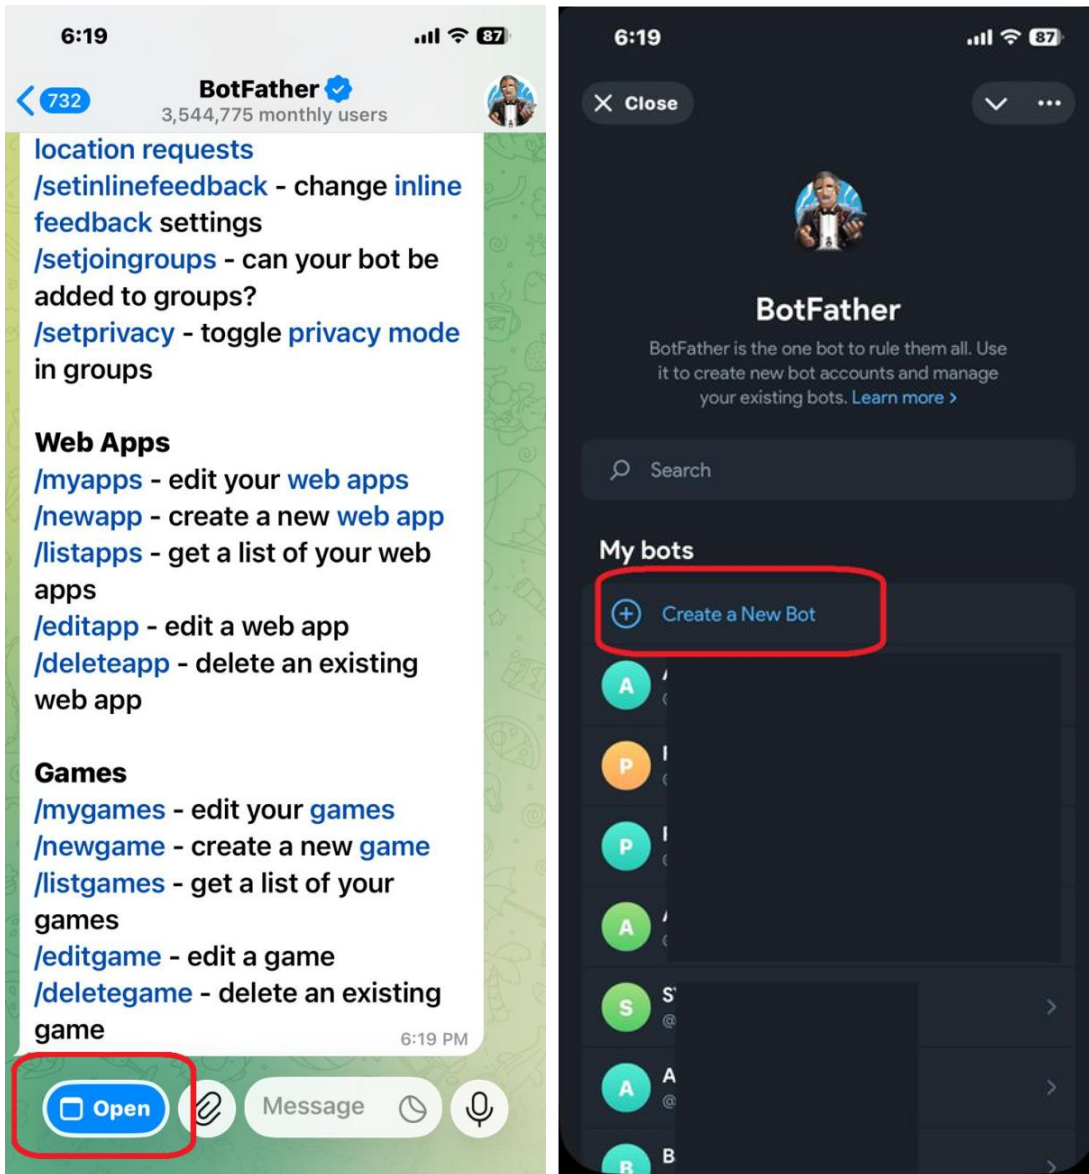 6:19
87
732
BotFather
3,544,775 monthly users
location requests
/setinlinefeedback - change inline
feedback settings
/setjoingroups - can your bot be
added to groups?
/setprivacy - toggle privacy mode
in groups
Web Apps
/myapps - edit your web apps
/newapp - create a new web app
/listapps - get a list of your web
apps
/editapp - edit a web app
/deleteapp - delete an existing
web app
Games
/mygames - edit your games
/newgame - create a new game
/listgames - get a list of your
games
/editgame - edit a game
/deletegame - delete an existing
game
6:19 PM
Open
Message
6:19
87
Close
BotFather
BotFather is the one bot to rule them all. Use
it to create new bot accounts and manage
your existing bots. Learn more >
Search
My bots
Create a New Bot
A
P
P
A
S
S
@
A
A
@
B
B